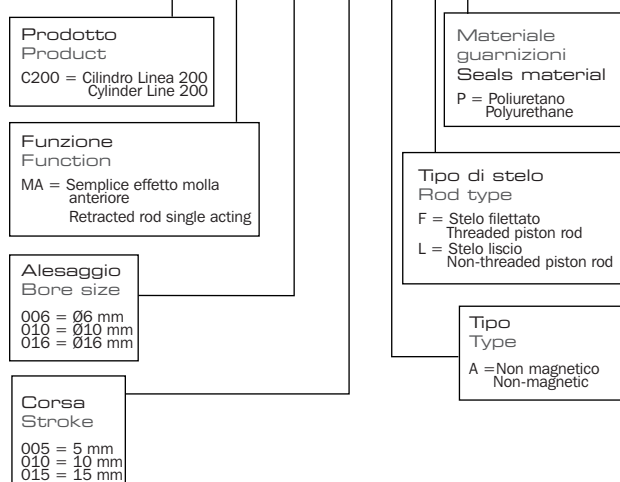 Prodotto
Product
C200 = Cilindro Linea 200
Cylinder Line 200
Funzione
Function
MA = Semplice effetto molla
anteriore
Retracted rod single acting
Alesaggio
Bore size
006 = Ø6 mm
010 = Ø10 mm
016 = Ø16 mm
Corsa
Stroke
005 = 5 mm
010 = 10 mm
015 = 15 mm
Materiale
guarnizioni
Seals material
P = Poliuretano
Polyurethane
Tipo di stelo
Rod type
F = Stelo filettato
Threaded piston rod
L = Stelo liscio
Non-threaded piston rod
Tipo
Type
A =Non magnetico
Non-magnetic